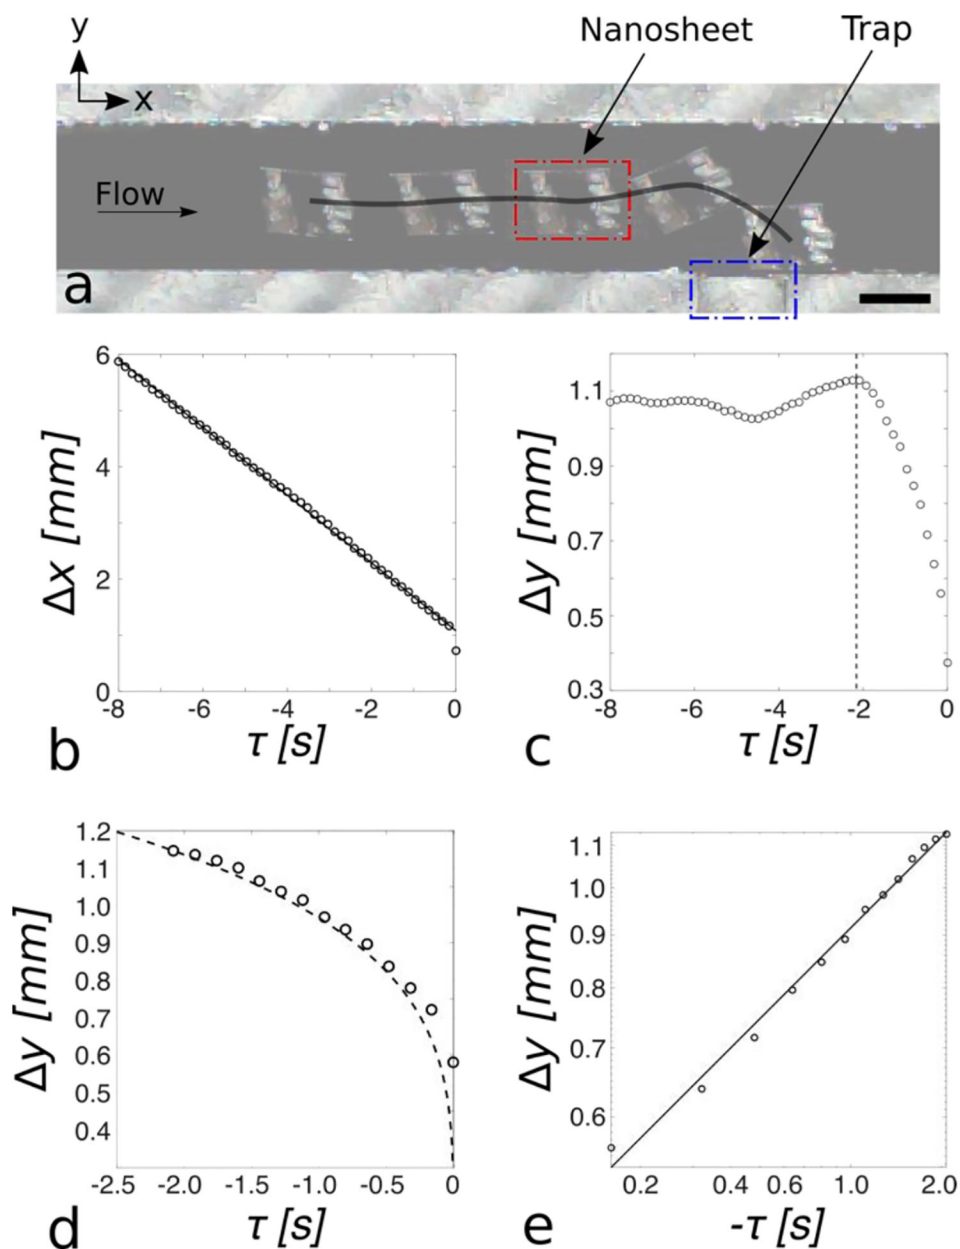 Nanosheet
Trap
y
x
Flow
a
6
4
2
0
Δx [mm]
-8
-6
-4
-2
0
τ [s]
b
1.1
0.9
0.7
0.5
0.3
Δy [mm]
-8
-6
-4
-2
0
τ [s]
c
1.2
1.1
1.0
0.9
0.8
0.7
0.6
0.5
0.4
Δy [mm]
-2.5
-2.0
-1.5
-1.0
-0.5
0
τ [s]
d
1.1
1.0
0.9
0.8
0.7
0.6
Δy [mm]
0.2
0.4
0.6
1.0
2.0
-τ [s]
e